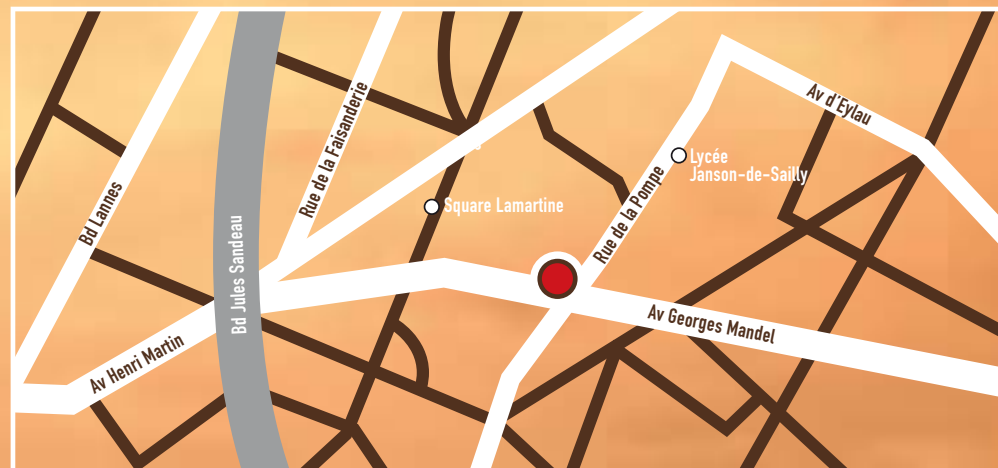 Av d'Eylau
Rue de la Faisanderie
Lycée
Janson-de-Sailly
Bd Lannes
Square Lamartine
Rue de la Pompe
Bd Jules Sandeau
Av Georges Mandel
Av Henri Martin